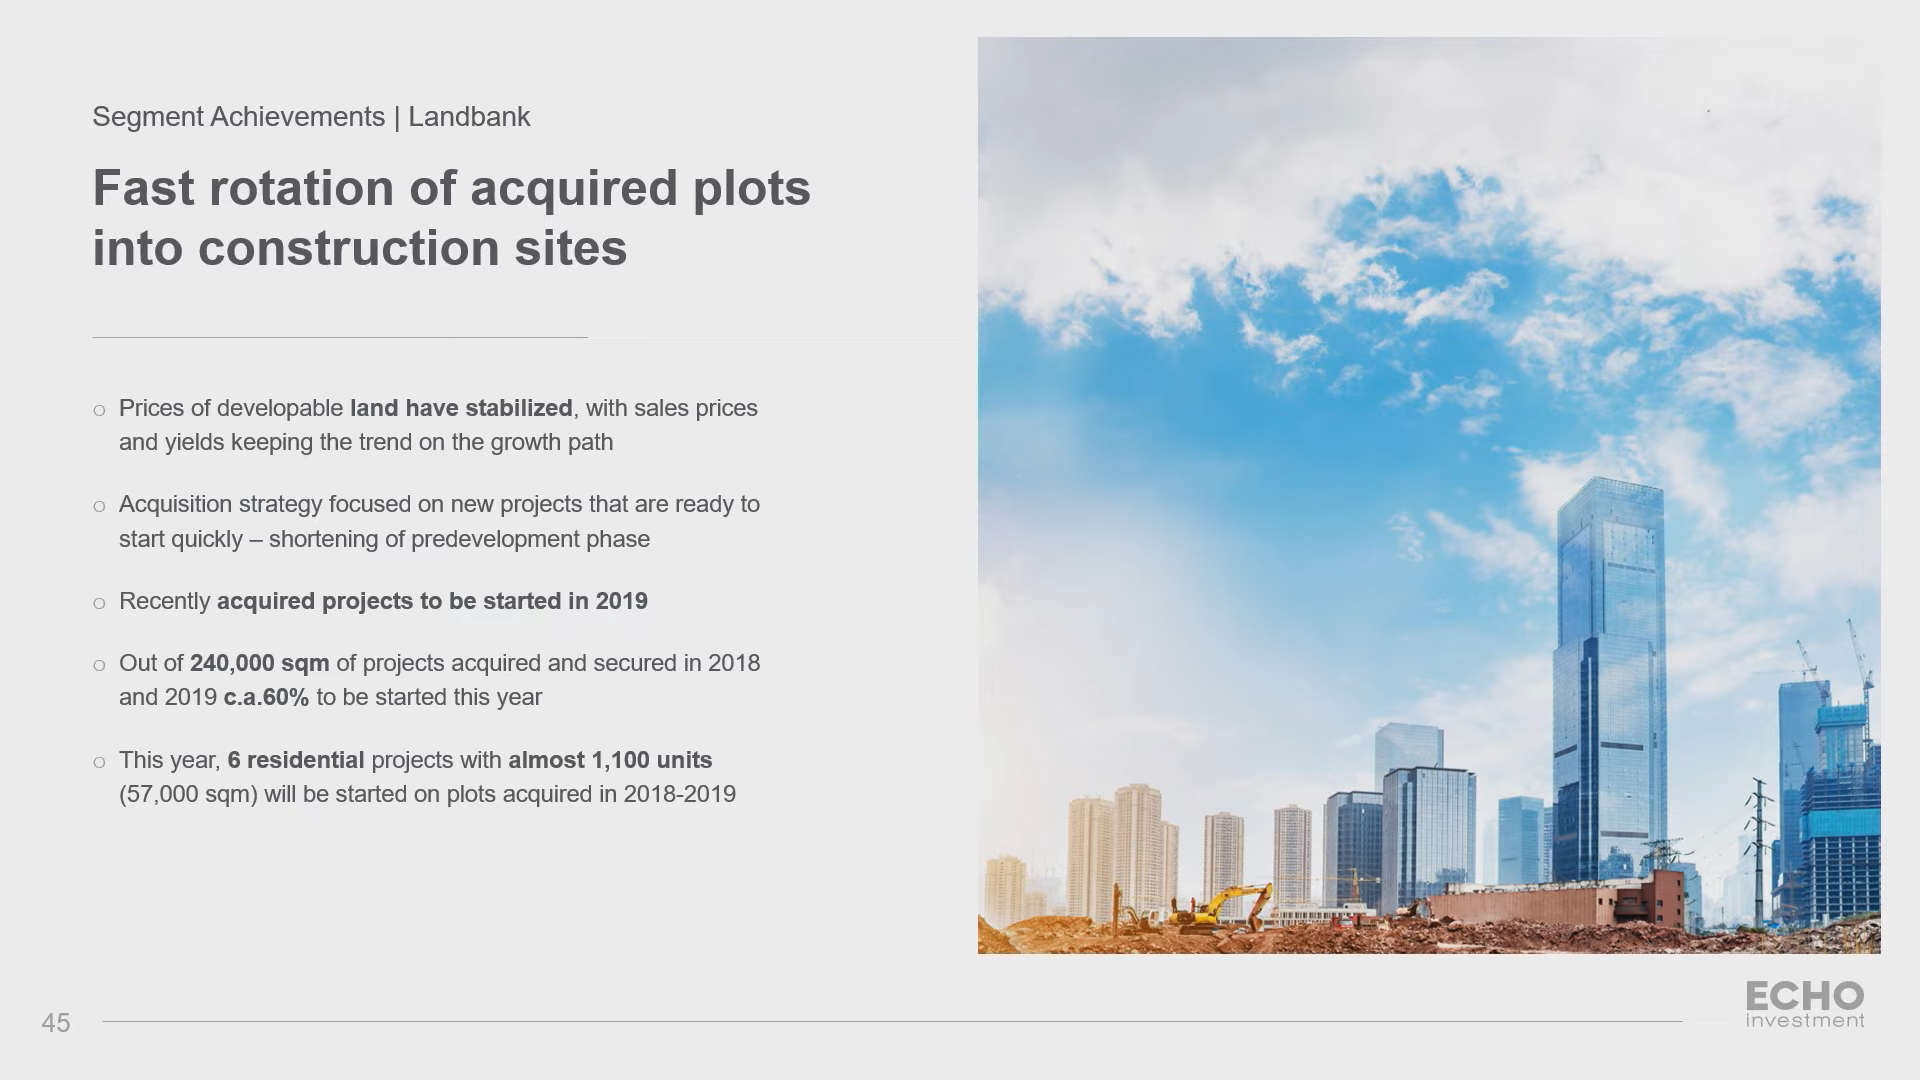 Segment Achievements | Landbank
Fast rotation of acquired plots
into construction sites
○ Prices of developable land have stabilized, with sales prices
and yields keeping the trend on the growth path
○ Acquisition strategy focused on new projects that are ready to
start quickly – shortening of predevelopment phase
○ Recently acquired projects to be started in 2019
○ Out of 240,000 sqm of projects acquired and secured in 2018
and 2019 c.a.60% to be started this year
○ This year, 6 residential projects with almost 1,100 units
(57,000 sqm) will be started on plots acquired in 2018-2019
45
ECHO
investment